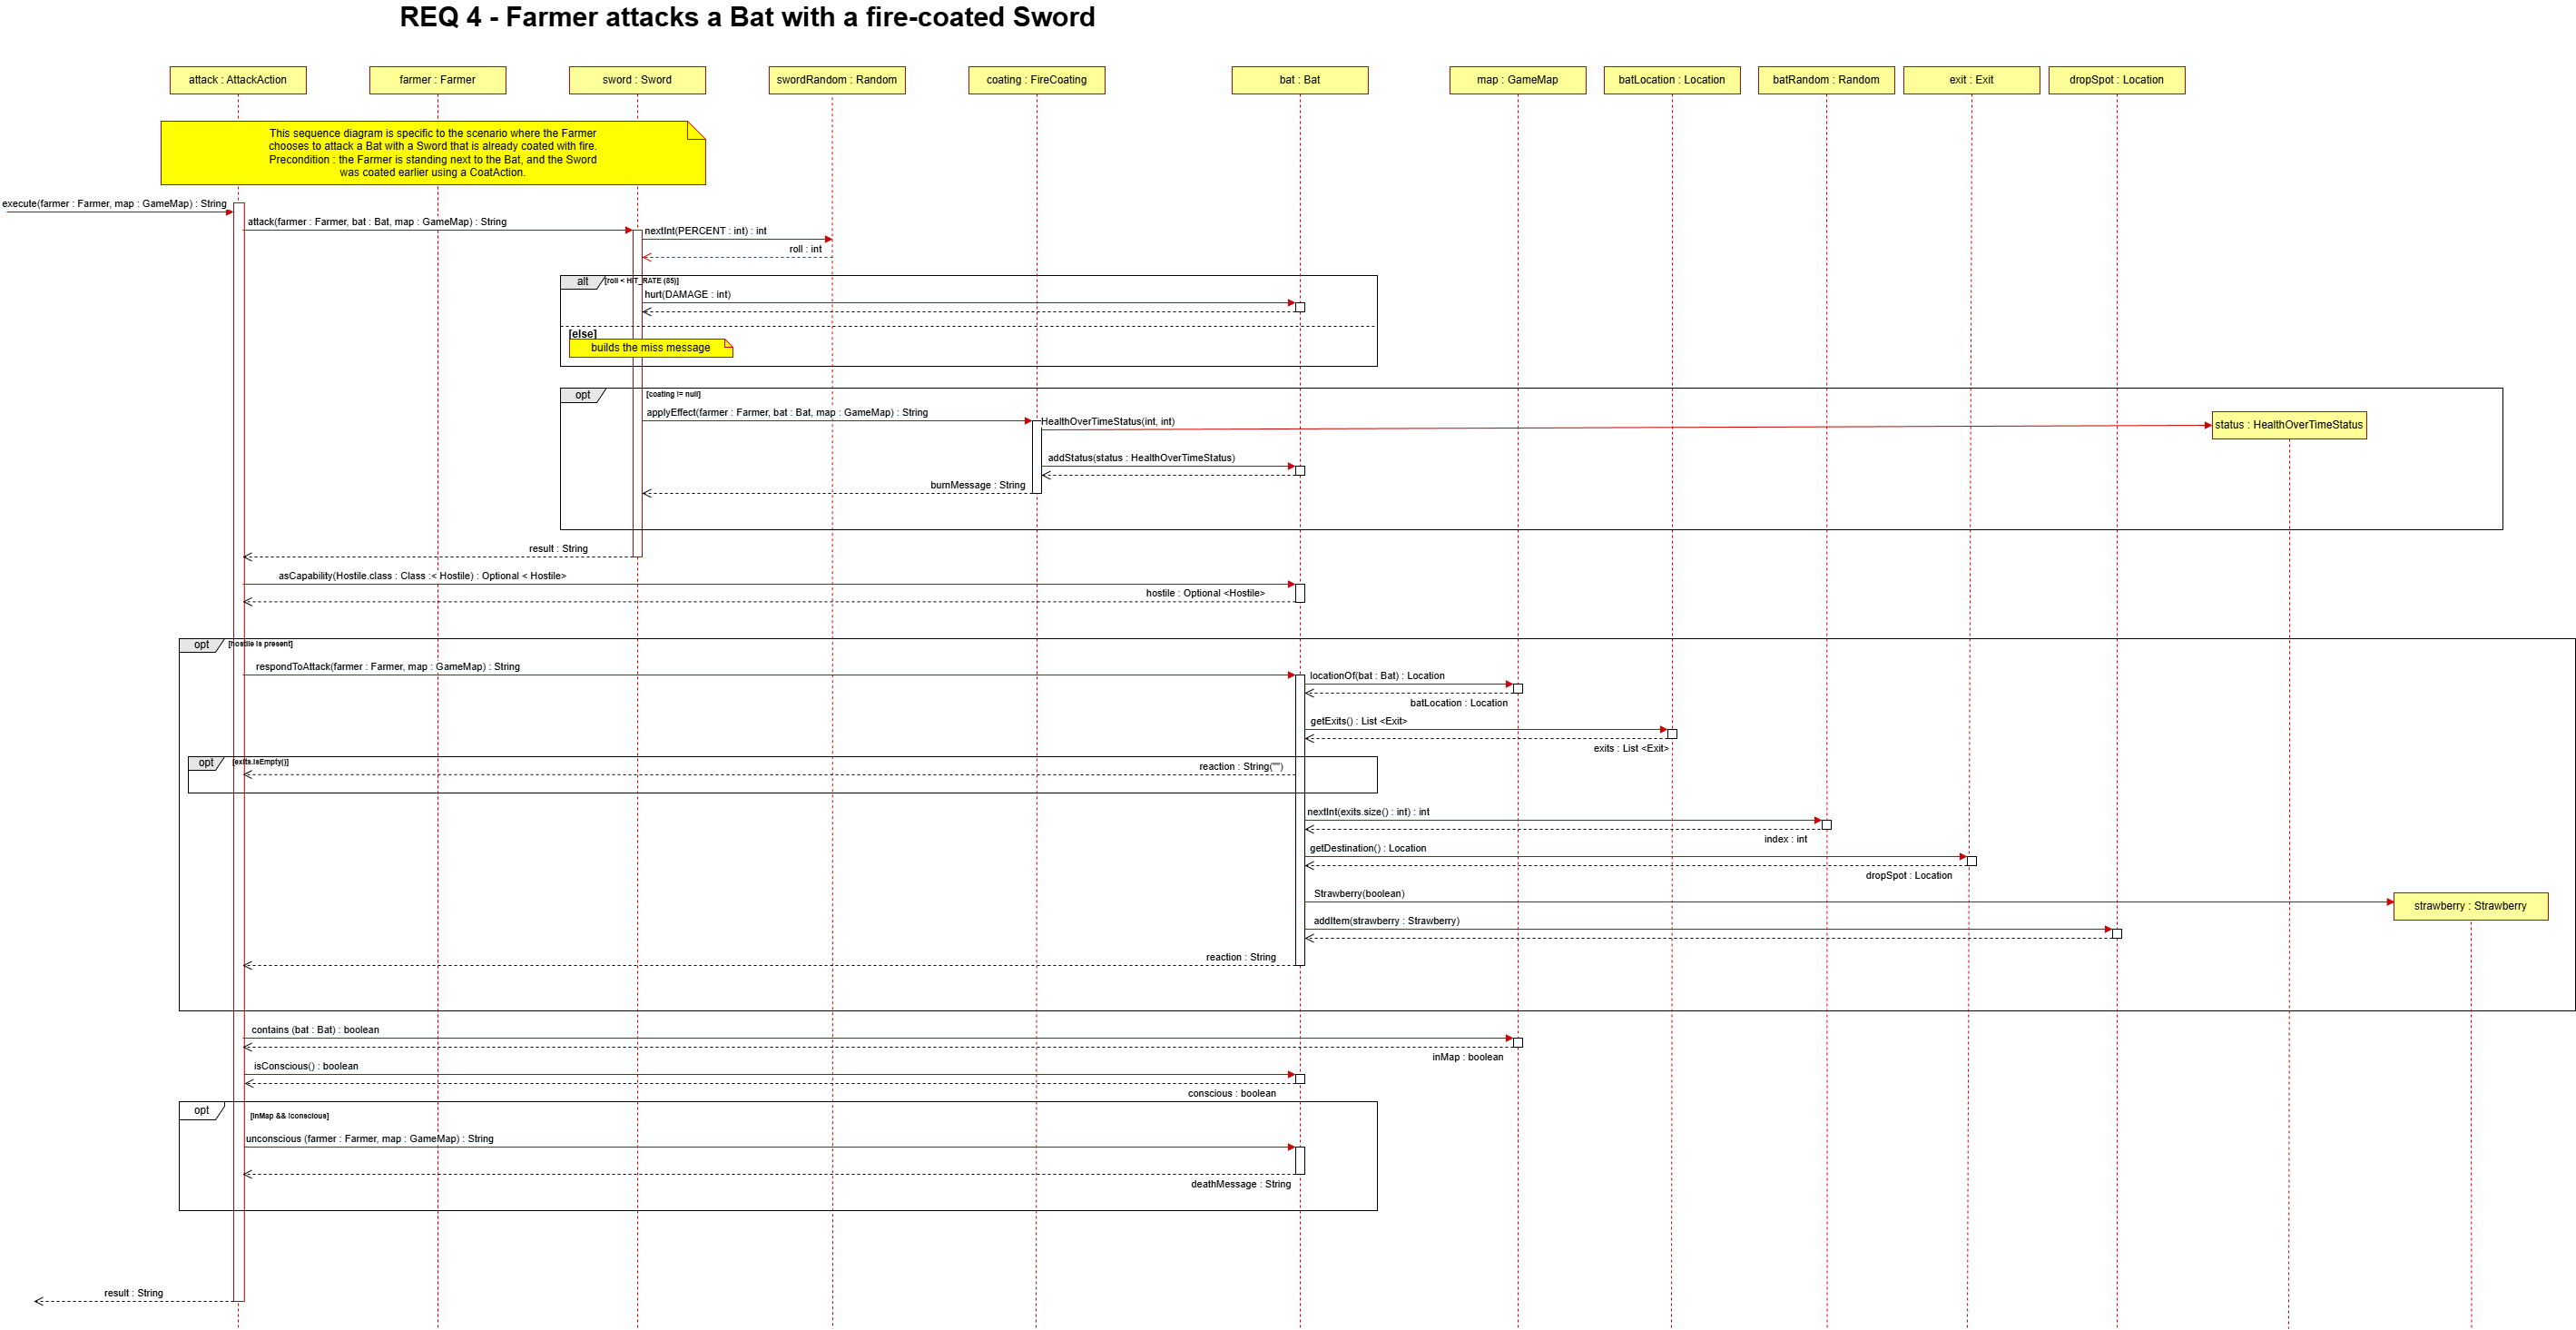 REQ 4 - Farmer attacks a Bat with a fire-coated Sword
attack : AttackAction
farmer : Farmer
sword : Sword
swordRandom : Random
coating : FireCoating
bat : Bat
map : GameMap
batLocation : Location
batRandom : Random
exit : Exit
dropSpot : Location
This sequence diagram is specific to the scenario where the Farmer
chooses to attack a Bat with a Sword that is already coated with fire.
Precondition : the Farmer is standing next to the Bat, and the Sword
was coated earlier using a CoatAction.
execute(farmer : Farmer, map : GameMap) : String
attack(farmer : Farmer, bat : Bat, map : GameMap) : String
nextInt(PERCENT : int) : int
roll : int
alt
[roll < HIT_RATE (85)]
hurt(DAMAGE : int)
[else]
builds the miss message
opt
[coating != null]
applyEffect(farmer : Farmer, bat : Bat, map : GameMap) : String
HealthOverTimeStatus(int, int)
status : HealthOverTimeStatus
addStatus(status : HealthOverTimeStatus)
burnMessage : String
result : String
asCapability(Hostile.class : Class :< Hostile) : Optional < Hostile>
hostile : Optional <Hostile>
opt
[hostile is present]
respondToAttack(farmer : Farmer, map : GameMap) : String
locationOf(bat : Bat) : Location
batLocation : Location
getExits() : List <Exit>
exits : List <Exit>
opt
[exits.isEmpty()]
reaction : String("")
nextInt(exits.size() : int) : int
index : int
getDestination() : Location
dropSpot : Location
Strawberry(boolean)
strawberry : Strawberry
addItem(strawberry : Strawberry)
reaction : String
contains (bat : Bat) : boolean
inMap : boolean
isConscious() : boolean
conscious : boolean
opt
[inMap && !conscious]
unconscious (farmer : Farmer, map : GameMap) : String
deathMessage : String
result : String